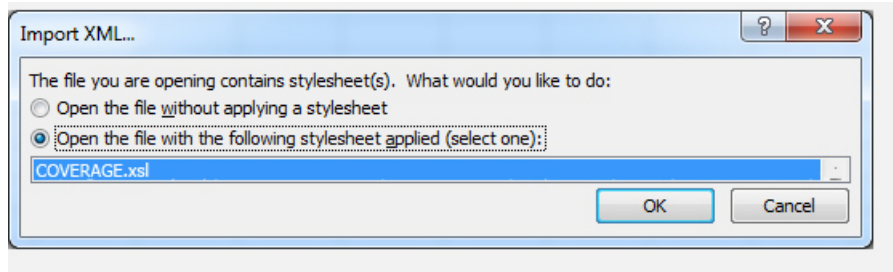 Import XML...
The file you are opening contains stylesheet(s).  What would you like to do:
Open the file without applying a stylesheet
Open the file with the following stylesheet applied (select one):
COVERAGE.xsl
OK Cancel